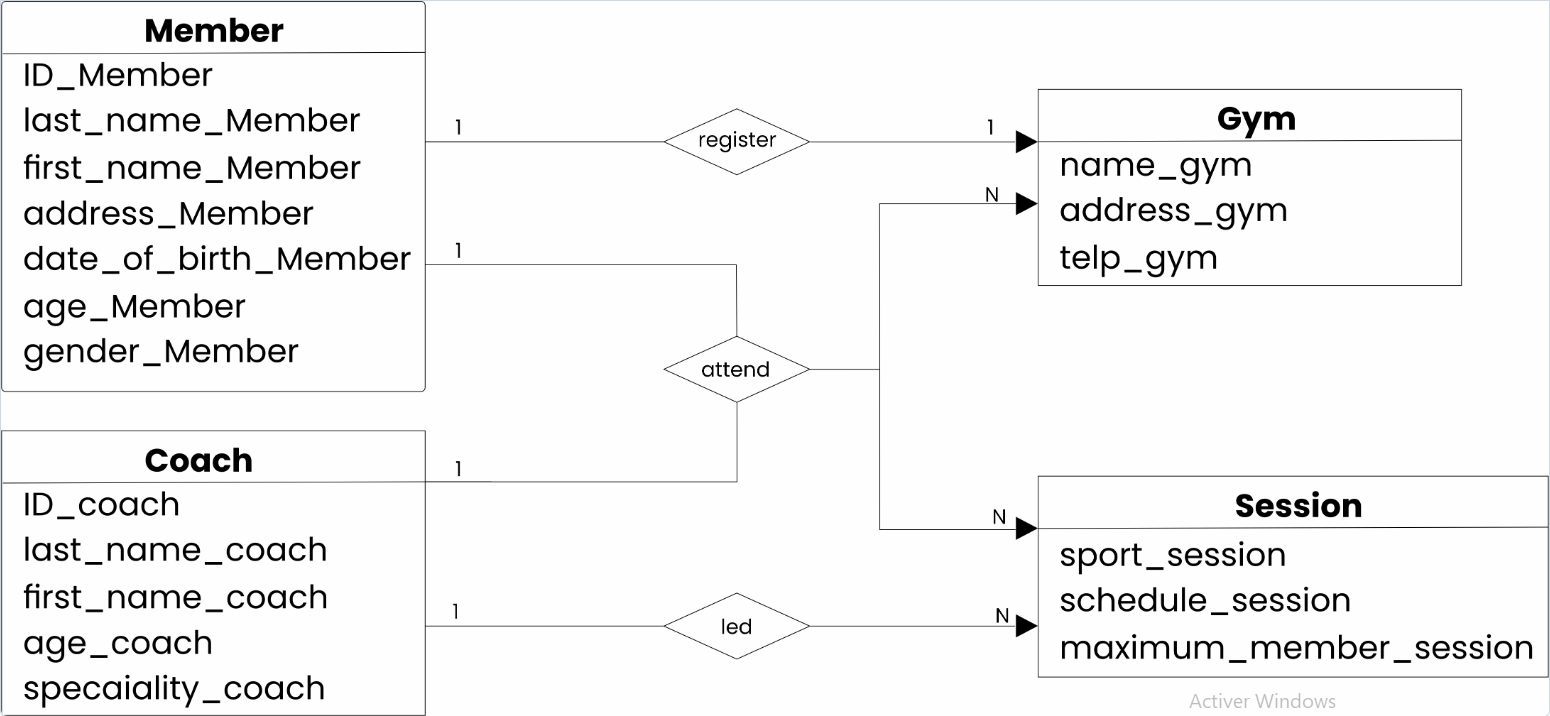 Member
ID_Member
last_name_Member
first_name_Member
address_Member
date_of_birth_Member
age_Member
gender_Member
1
register
1
Gym
name_gym
address_gym
telp_gym
1
N
attend
1
N
Coach
ID_coach
last_name_coach
first_name_coach
age_coach
specaiality_coach
1
led
N
Session
sport_session
schedule_session
maximum_member_session
Activer Windows